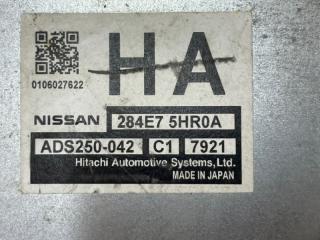 HA
0106027622
NISSAN 284E7 5HR0A
ADS250-042 C1 7921
Hitachi Automotive Systems,Ltd.
MADE IN JAPAN